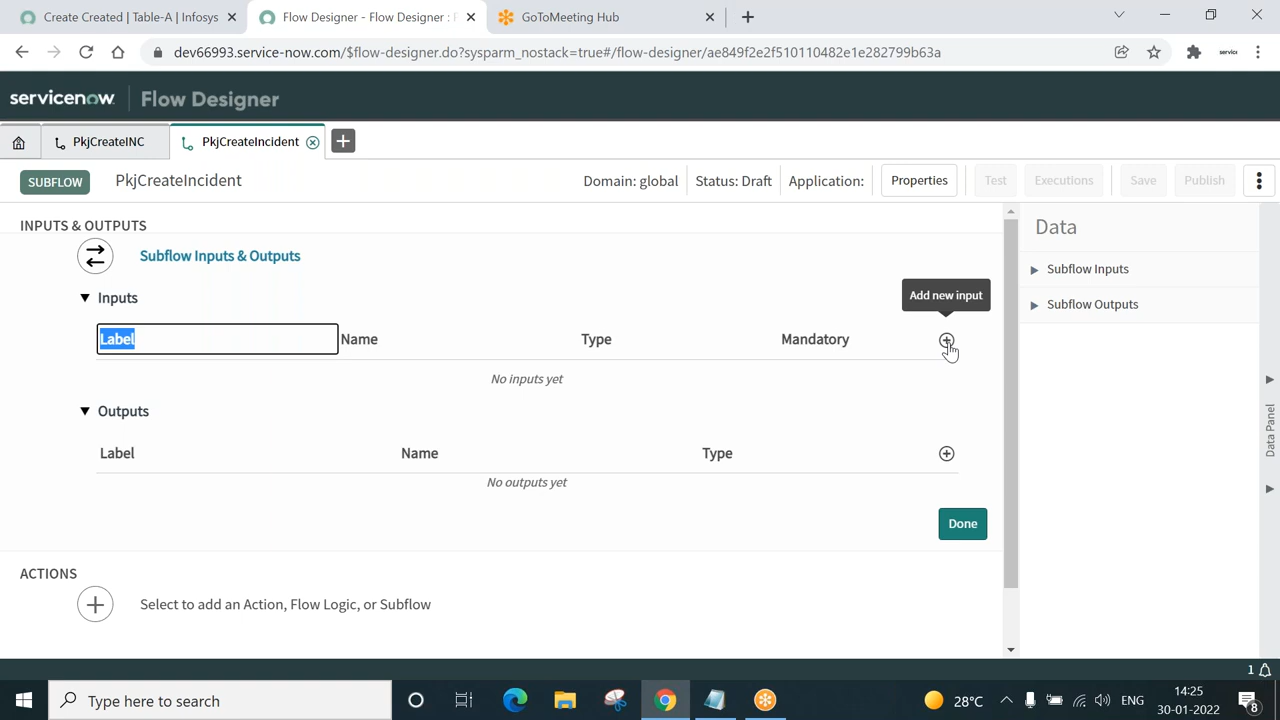 Create Created | Table-A | Infosys
Flow Designer - Flow Designer : F
GoToMeeting Hub
dev66993.service-now.com/$flow-designer.do?sysparm_nostack=true#/flow-designer/ae849f2e2f510110482e1e282799b63a
service
servicenow
Flow Designer
PkjCreateINC
PkjCreateIncident
SUBFLOW
PkjCreateIncident
Domain: global
Status: Draft
Application:
Properties
Test
Executions
Save
Publish
INPUTS & OUTPUTS
Subflow Inputs & Outputs
Inputs
Add new input
Label Name Type Mandatory
No inputs yet
Outputs
Label Name Type
No outputs yet
Done
ACTIONS
Select to add an Action, Flow Logic, or Subflow
Data
Subflow Inputs
Subflow Outputs
Data Panel
1
Type here to search
28°C
ENG
14:25
30-01-2022
8